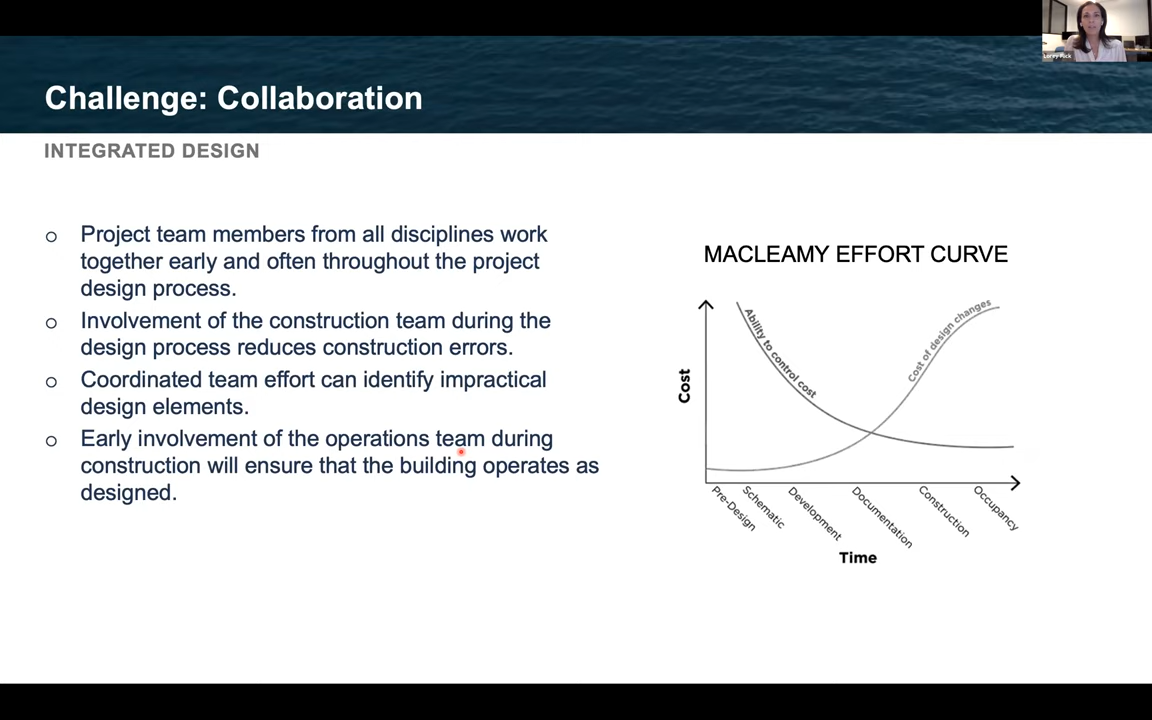 Challenge: Collaboration
INTEGRATED DESIGN
o Project team members from all disciplines work
together early and often throughout the project
design process.
o Involvement of the construction team during the
design process reduces construction errors.
o Coordinated team effort can identify impractical
design elements.
o Early involvement of the operations team during
construction will ensure that the building operates as
designed.
MACLEAMY EFFORT CURVE
Cost
Ability to control cost
Cost of design changes
Pre-Design
Schematic
Development
Documentation
Construction
Occupancy
Time